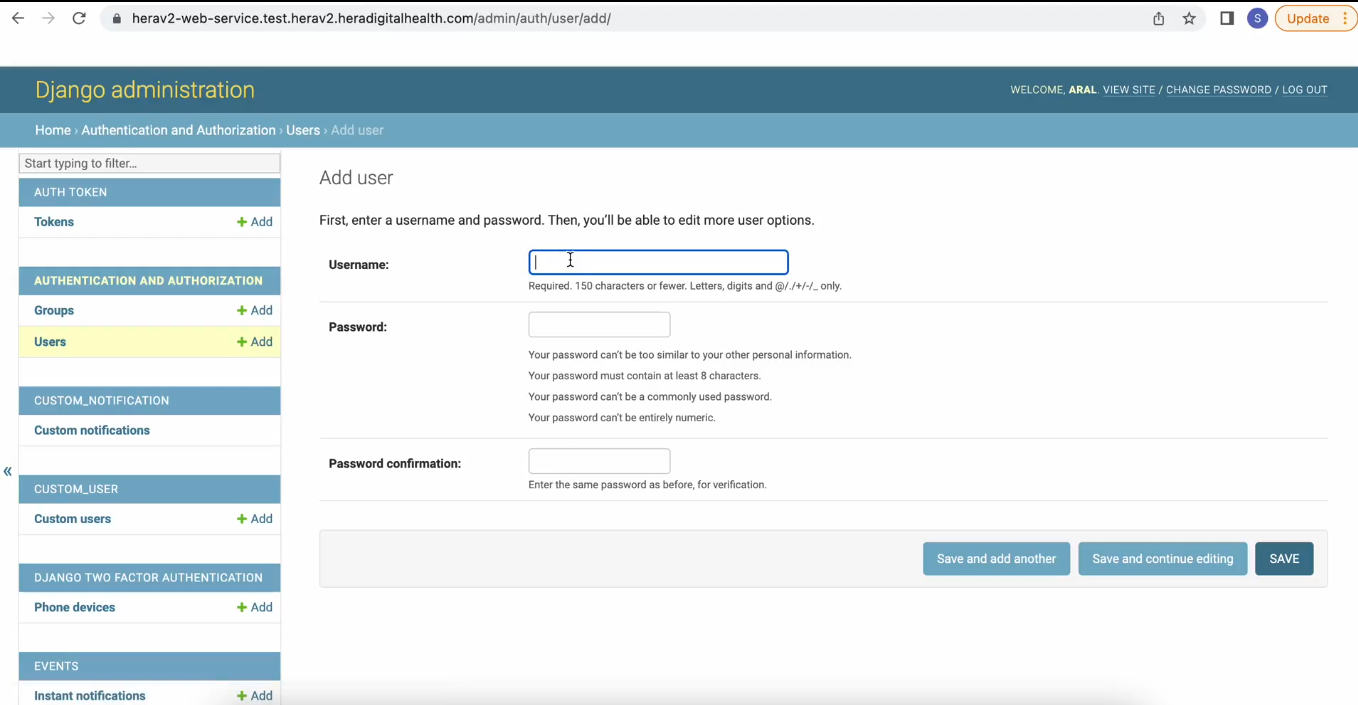 herav2-web-service.test.herav2.heradigitalhealth.com/admin/auth/user/add/
S
Update
Django administration
WELCOME, ARAL. VIEW SITE / CHANGE PASSWORD / LOG OUT
Home › Authentication and Authorization › Users › Add user
Start typing to filter...
AUTH TOKEN
Tokens + Add
AUTHENTICATION AND AUTHORIZATION
Groups + Add
Users + Add
CUSTOM_NOTIFICATION
Custom notifications
«
CUSTOM_USER
Custom users + Add
DJANGO TWO FACTOR AUTHENTICATION
Phone devices + Add
EVENTS
Instant notifications + Add
Add user
First, enter a username and password. Then, you'll be able to edit more user options.
Username:
Required. 150 characters or fewer. Letters, digits and @/./+/-/_ only.
Password:
Your password can't be too similar to your other personal information.
Your password must contain at least 8 characters.
Your password can't be a commonly used password.
Your password can't be entirely numeric.
Password confirmation:
Enter the same password as before, for verification.
Save and add another Save and continue editing SAVE